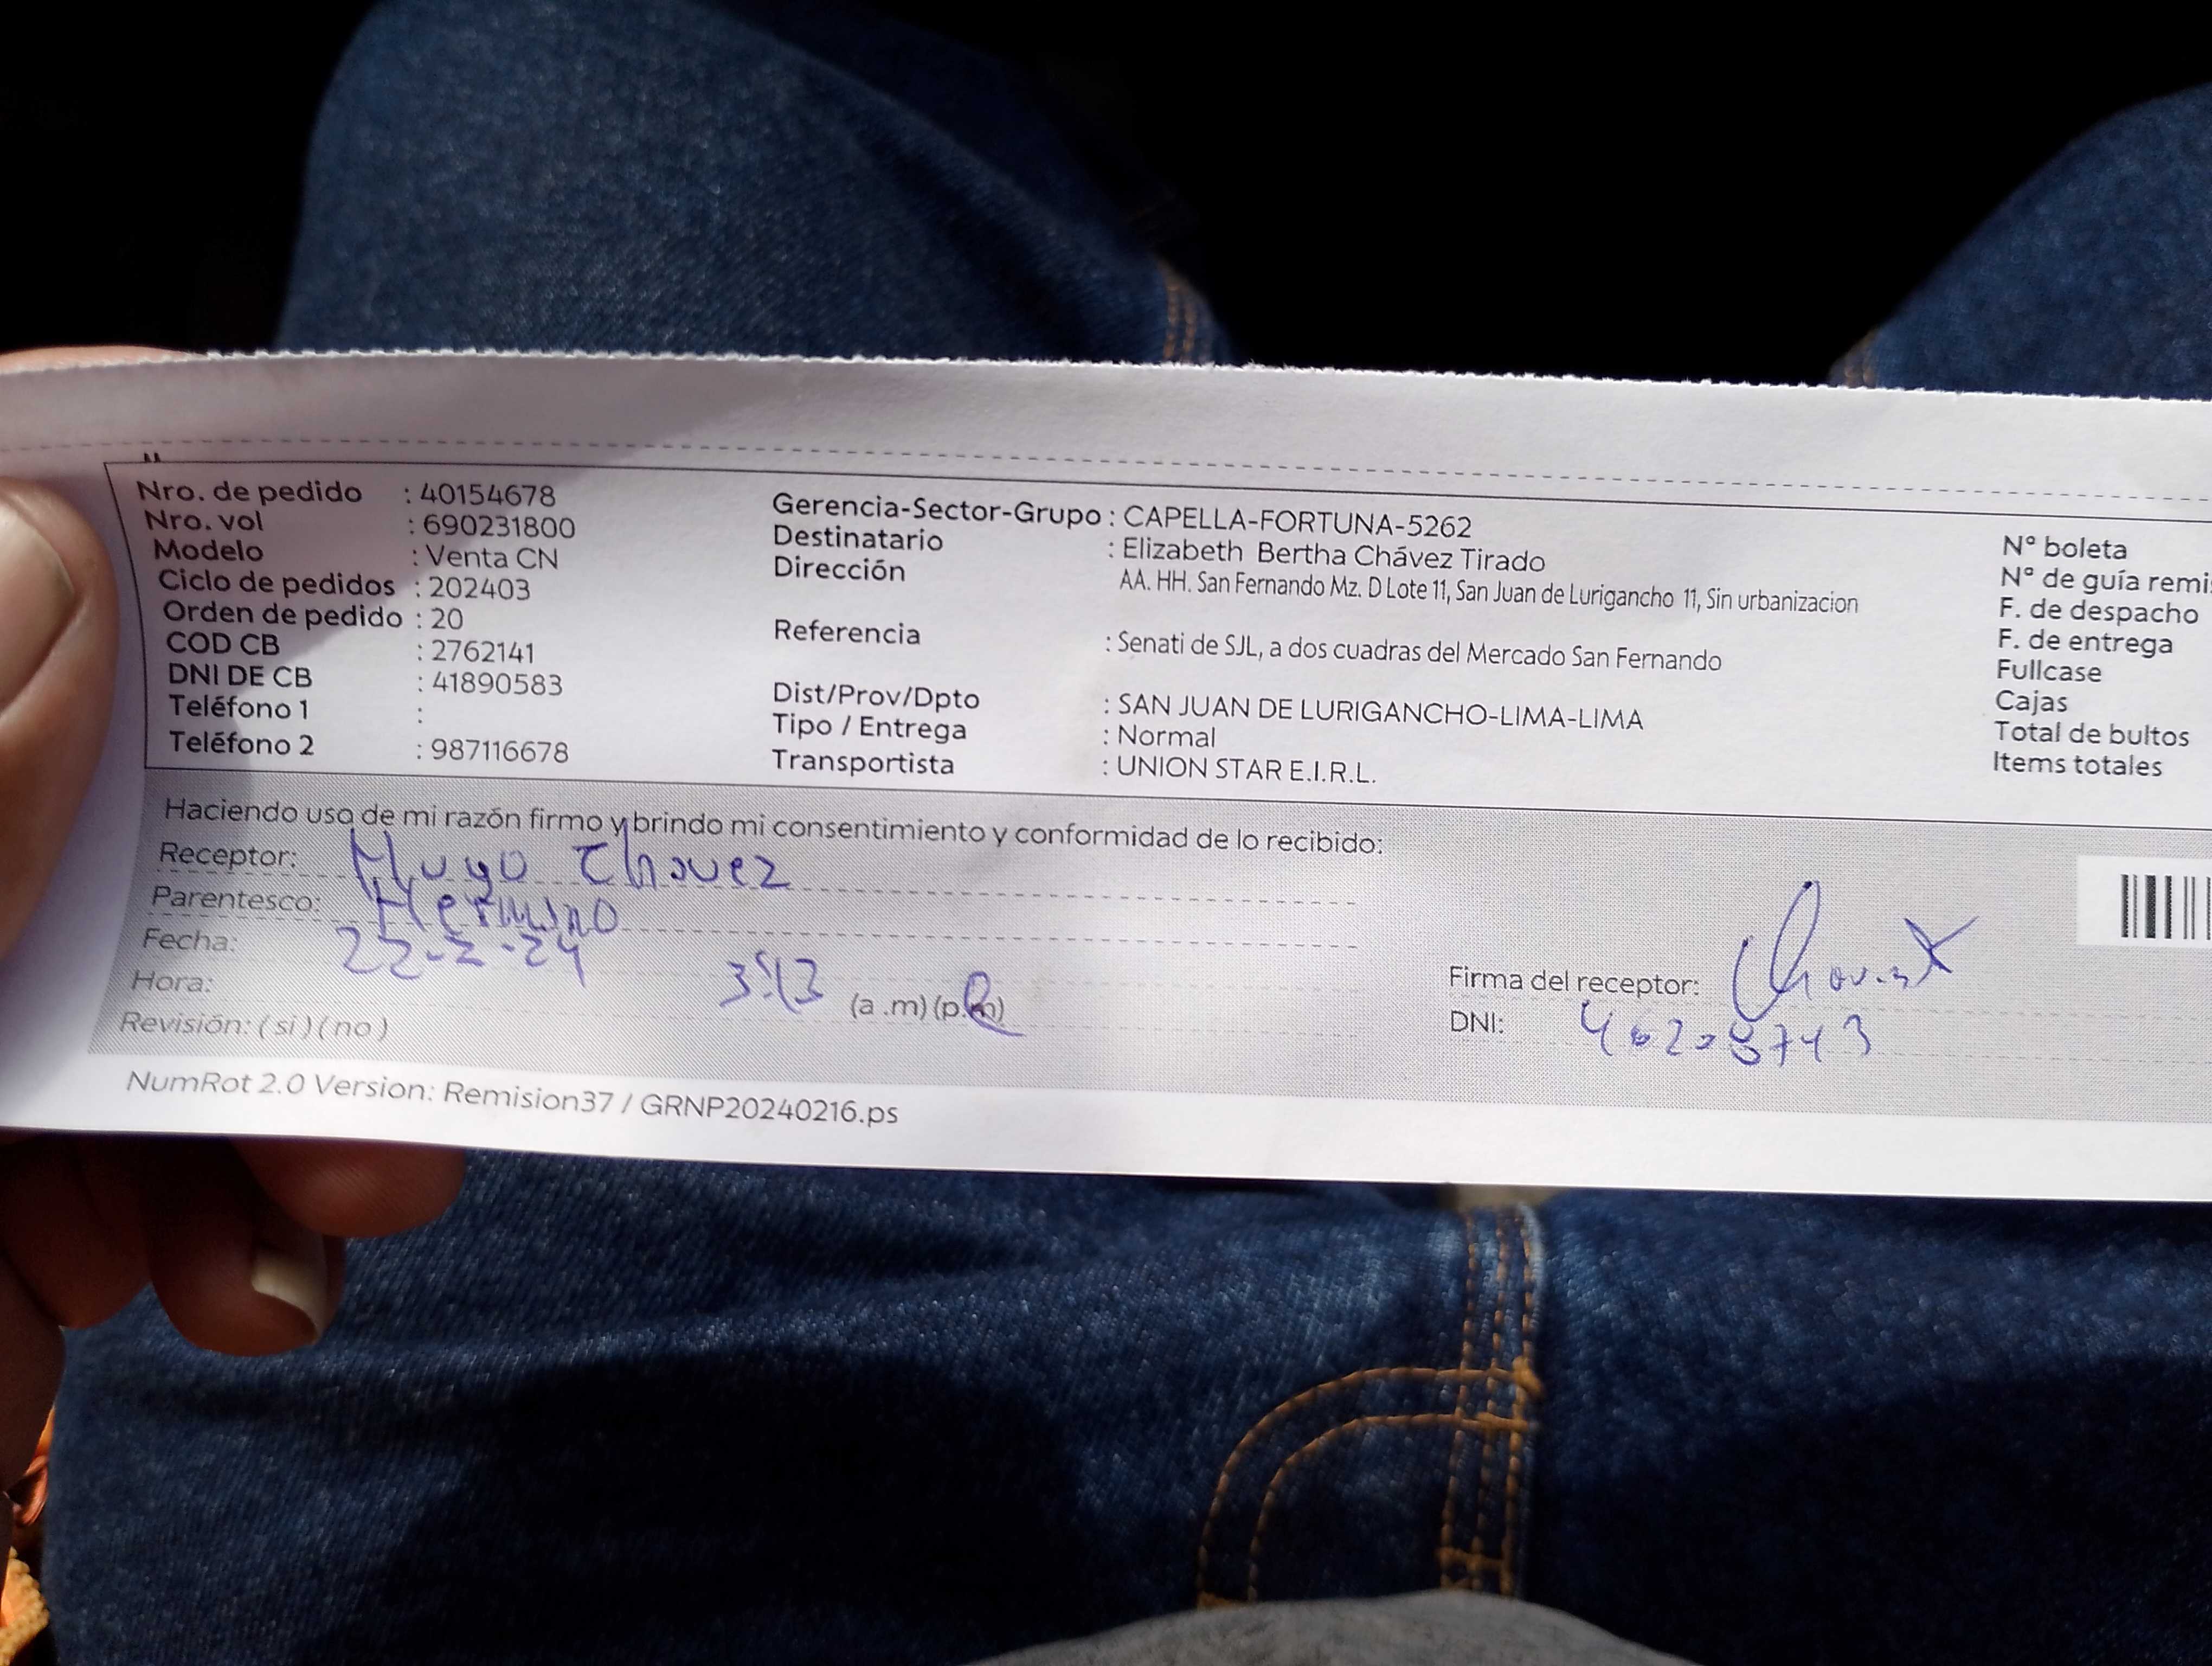 Nro. de pedido : 40154678
Nro. vol : 690231800
Modelo : Venta CN
Ciclo de pedidos : 202403
Orden de pedido : 20
COD CB : 2762141
DNI DE CB : 41890583
Teléfono 1 :
Teléfono 2 : 987116678
Gerencia-Sector-Grupo : CAPELLA-FORTUNA-5262
Destinatario : Elizabeth Bertha Chávez Tirado
Dirección AA. HH. San Fernando Mz. D Lote 11, San Juan de Lurigancho 11, Sin urbanizacion
Referencia : Senati de SJL, a dos cuadras del Mercado San Fernando
Dist/Prov/Dpto : SAN JUAN DE LURIGANCHO-LIMA-LIMA
Tipo / Entrega : Normal
Transportista : UNION STAR E.I.R.L.
N° boleta
N° de guía remi
F. de despacho
F. de entrega
Fullcase
Cajas
Total de bultos
Items totales
Haciendo uso de mi razón firmo y brindo mi consentimiento y conformidad de lo recibido:
Receptor: Hugo Chavez
Parentesco: Hermano
Fecha: 22-2-24
Hora: (a .m) (p.m)
Revisión: ( si ) ( no )
Firma del receptor:
DNI:
NumRot 2.0 Version: Remision37 / GRNP20240216.ps